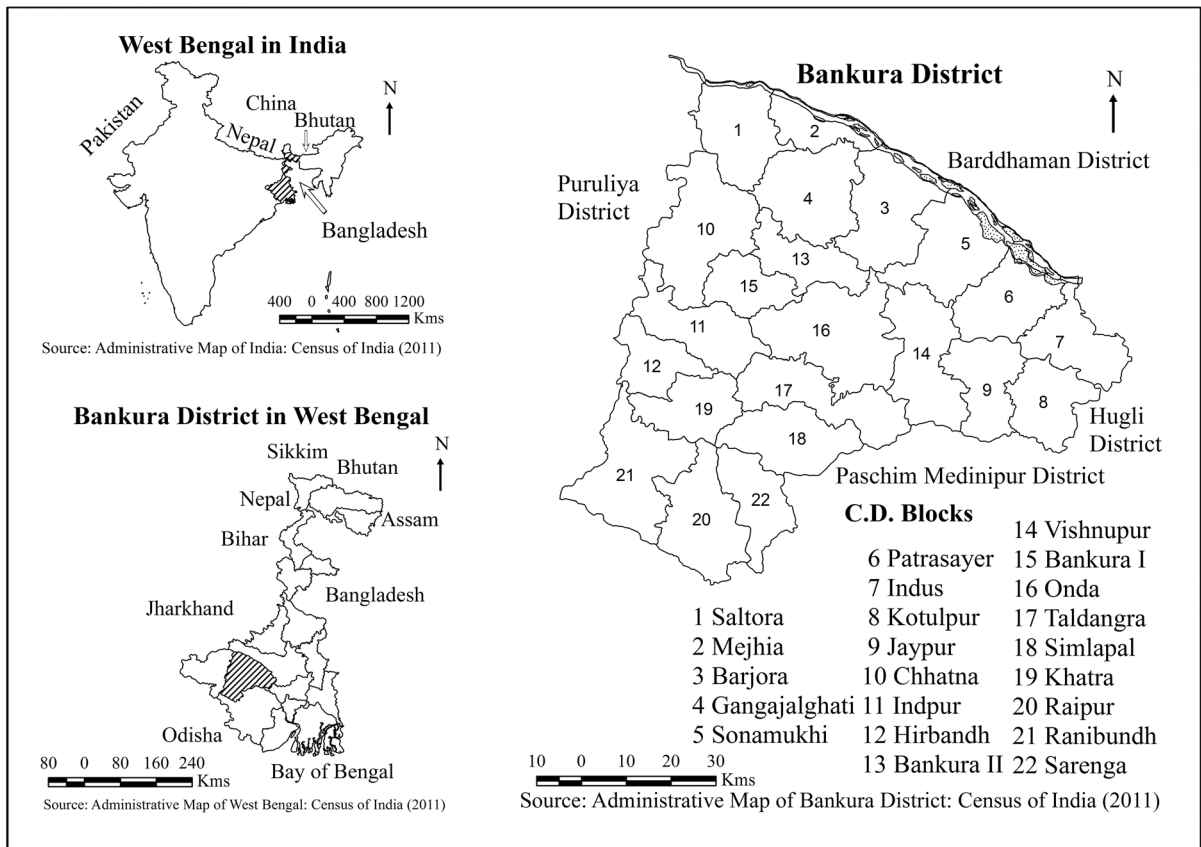 West Bengal in India
N
China
Bhutan
Nepal
Pakistan
Bangladesh
400 0 400 800 1200
Kms
Source: Administrative Map of India: Census of India (2011)
Bankura District in West Bengal
N
Sikkim
Bhutan
Nepal
Assam
Bihar
Bangladesh
Jharkhand
Odisha
Bay of Bengal
80 0 80 160 240
Kms
Source: Administrative Map of West Bengal: Census of India (2011)
Bankura District
N
Barddhaman District
Puruliya
District
Hugli
District
Paschim Medinipur District
1
2
3
4
5
6
7
8
9
10
11
12
13
14
15
16
17
18
19
20
21
22
C.D. Blocks
1 Saltora
2 Mejhia
3 Barjora
4 Gangajalghati
5 Sonamukhi
6 Patrasayer
7 Indus
8 Kotulpur
9 Jaypur
10 Chhatna
11 Indpur
12 Hirbandh
13 Bankura II
14 Vishnupur
15 Bankura I
16 Onda
17 Taldangra
18 Simlapal
19 Khatra
20 Raipur
21 Ranibundh
22 Sarenga
10 0 10 20 30
Kms
Source: Administrative Map of Bankura District: Census of India (2011)